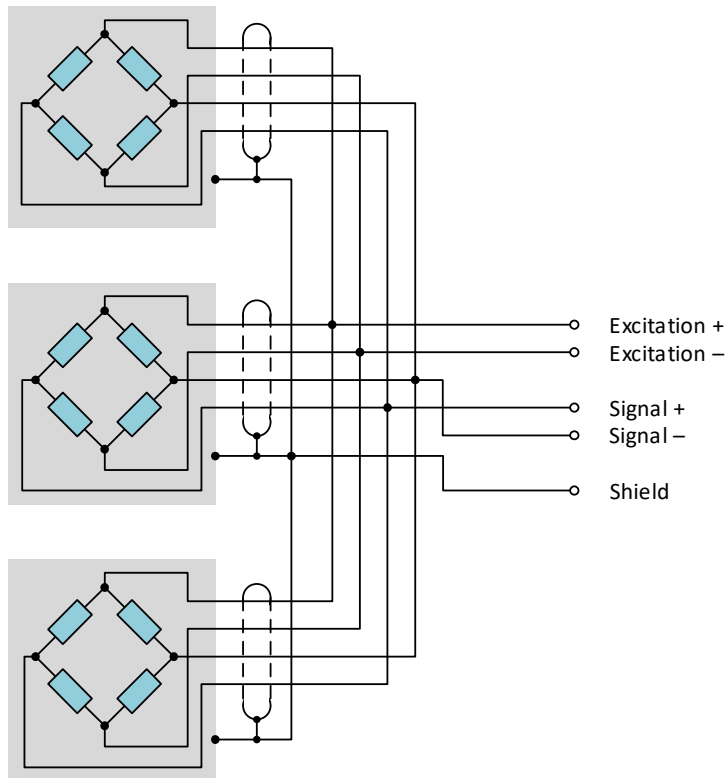 Excitation +
Excitation –
Signal +
Signal –
Shield